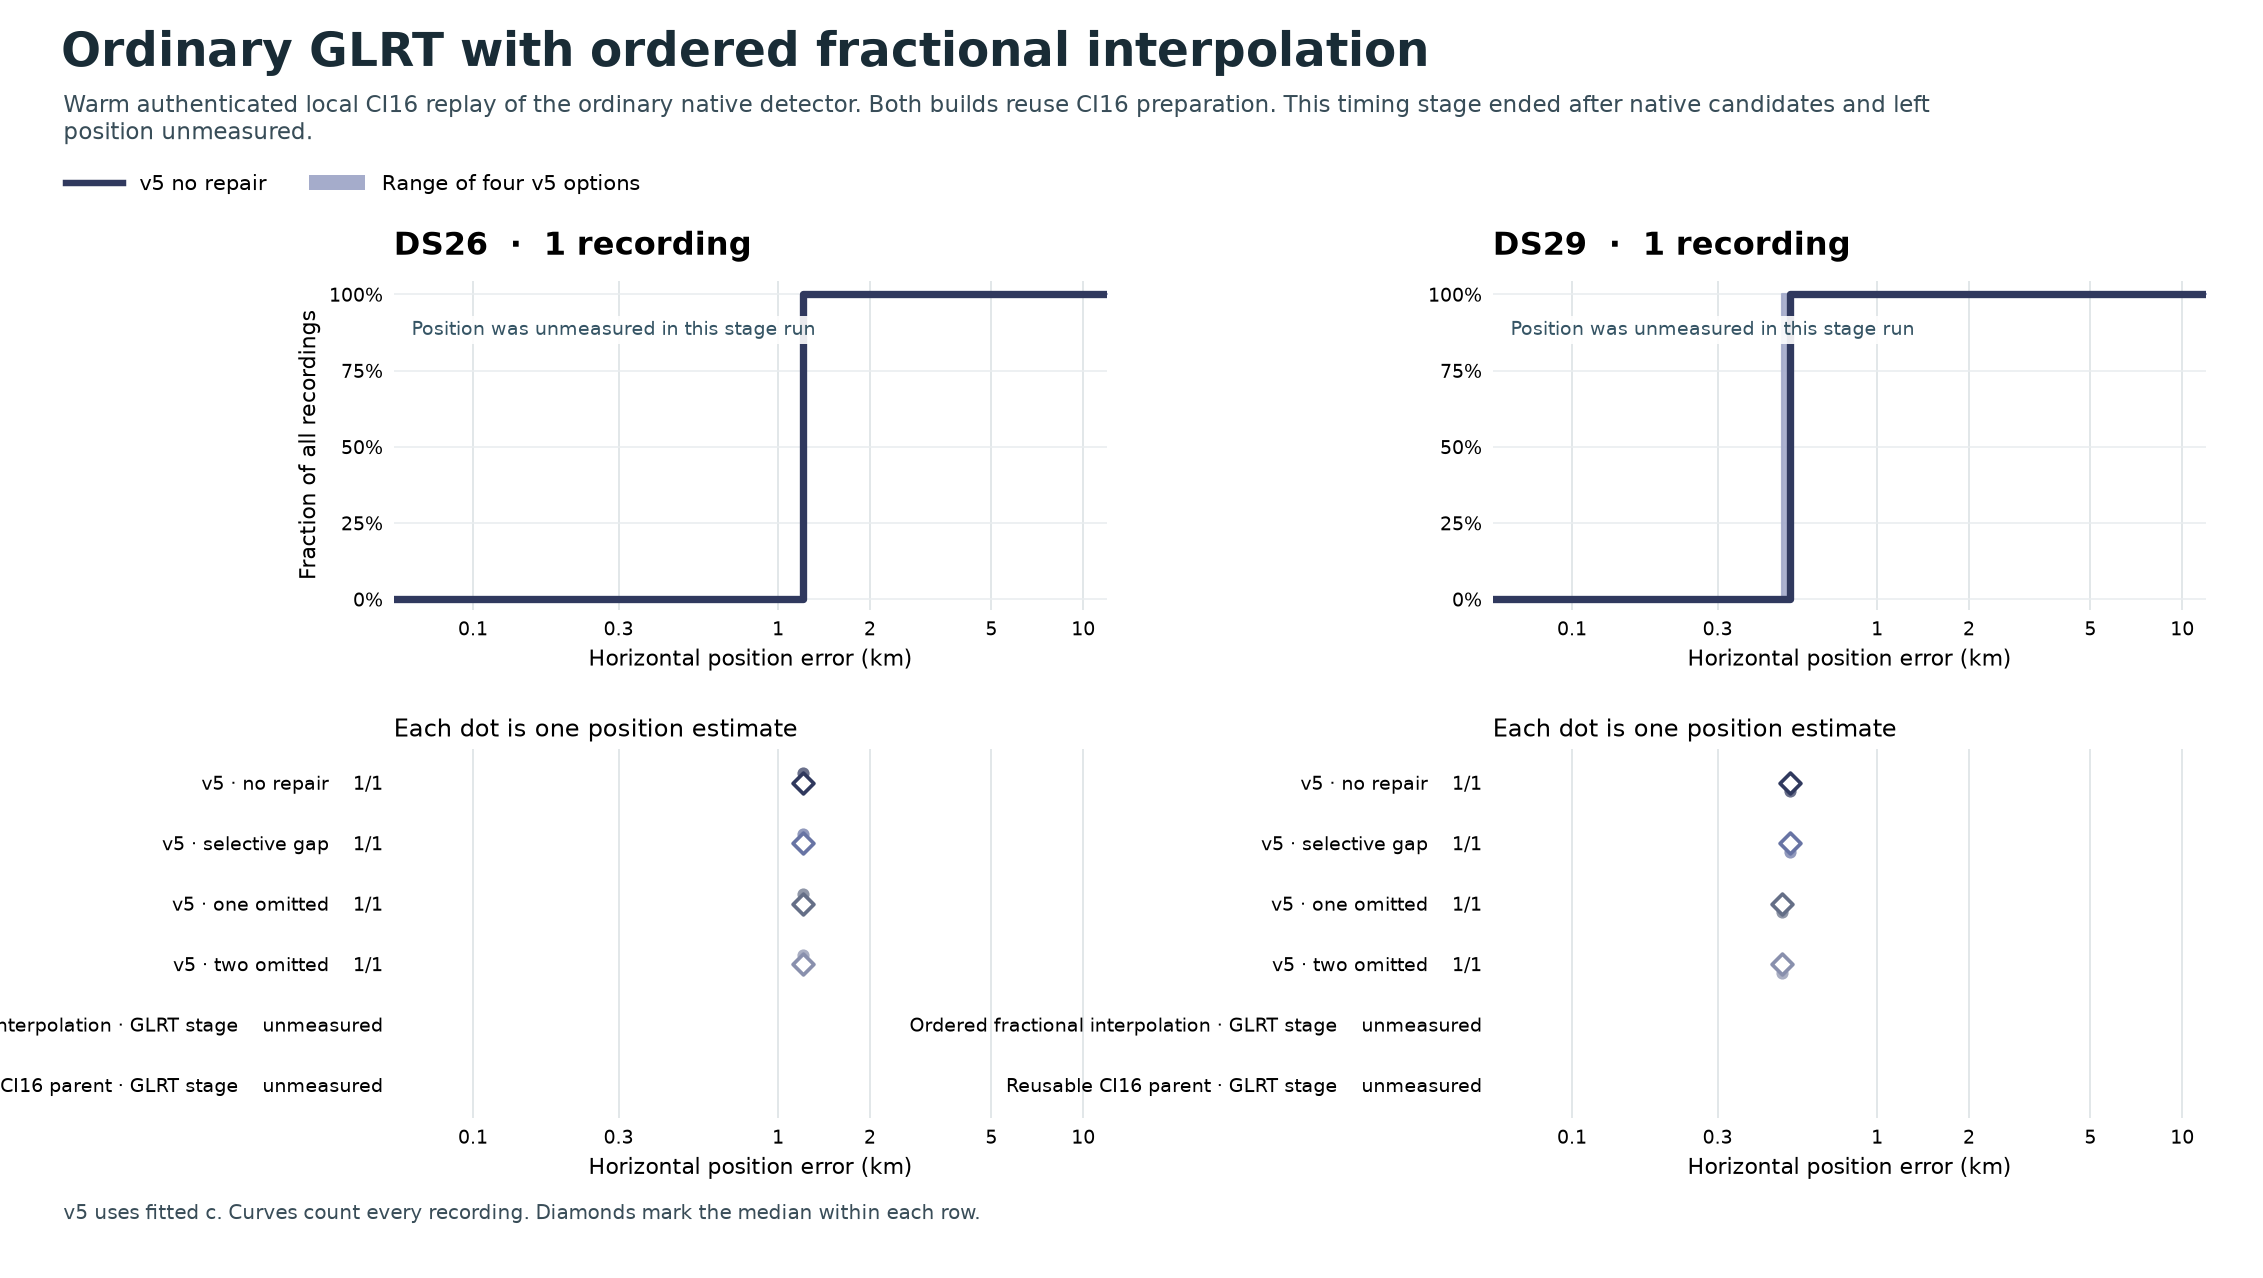 Ordinary GLRT with ordered fractional interpolation
Warm authenticated local CI16 replay of the ordinary native detector. Both builds reuse CI16 preparation. This timing stage ended after native candidates and left
position unmeasured.
v5 no repair
Range of four v5 options
DS26 · 1 recording
Fraction of all recordings
100%
75%
50%
25%
0%
Position was unmeasured in this stage run
0.1 0.3 1 2 5 10
Horizontal position error (km)
DS29 · 1 recording
100%
75%
50%
25%
0%
Position was unmeasured in this stage run
0.1 0.3 1 2 5 10
Horizontal position error (km)
Each dot is one position estimate
v5 · no repair 1/1
v5 · selective gap 1/1
v5 · one omitted 1/1
v5 · two omitted 1/1
nterpolation · GLRT stage unmeasured
CI16 parent · GLRT stage unmeasured
0.1 0.3 1 2 5 10
Horizontal position error (km)
Each dot is one position estimate
v5 · no repair 1/1
v5 · selective gap 1/1
v5 · one omitted 1/1
v5 · two omitted 1/1
Ordered fractional interpolation · GLRT stage unmeasured
Reusable CI16 parent · GLRT stage unmeasured
0.1 0.3 1 2 5 10
Horizontal position error (km)
v5 uses fitted c. Curves count every recording. Diamonds mark the median within each row.